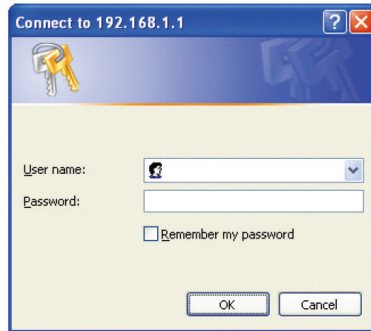 Connect to 192.168.1.1
User name:
Password:
Remember my password
OK Cancel